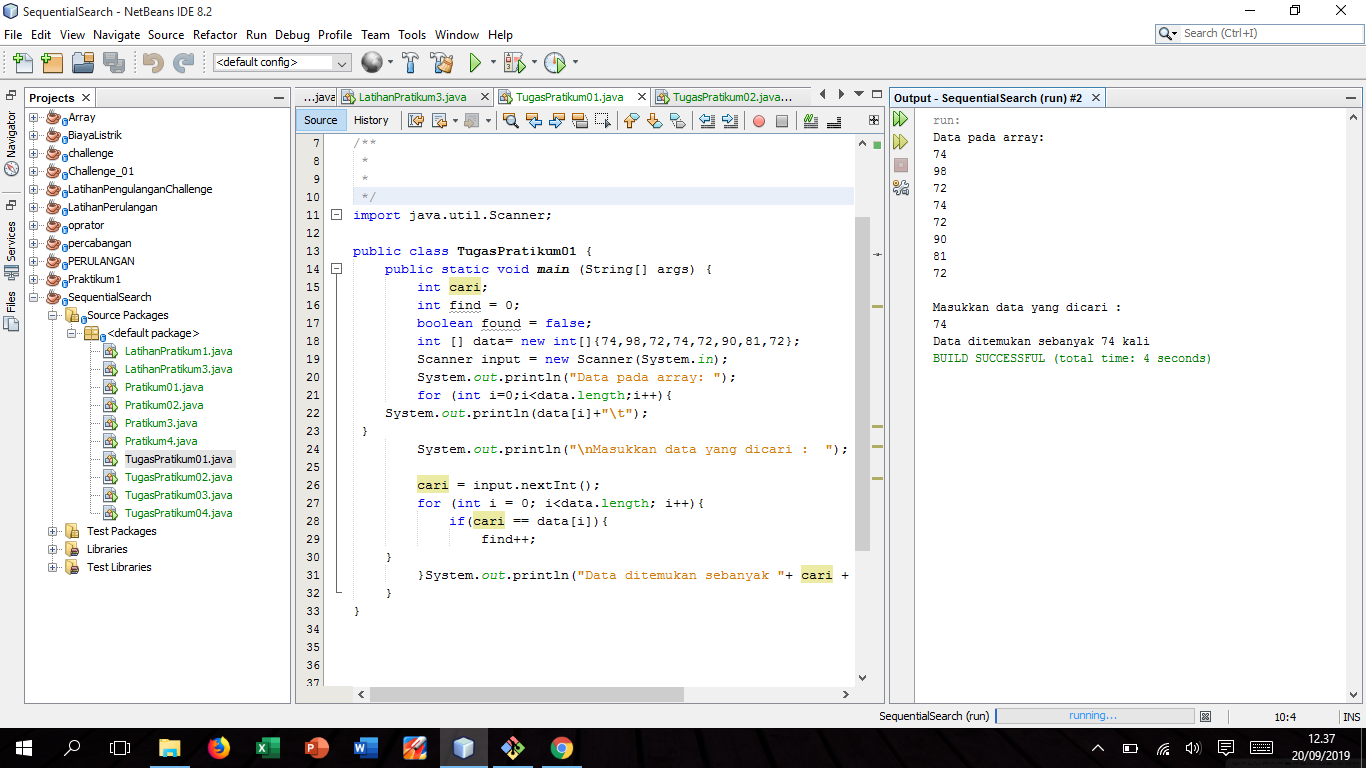 SequentialSearch - NetBeans IDE 8.2
File Edit View Navigate Source Refactor Run Debug Profile Team Tools Window Help
Search (Ctrl+I)
<default config>
Navigator
Services
Files
Projects
Array
BiayaListrik
challenge
Challenge_01
LatihanPengulanganChallenge
LatihanPerulangan
oprator
percabangan
PERULANGAN
Praktikum1
SequentialSearch
Source Packages
<default package>
LatihanPratikum1.java
LatihanPratikum3.java
Pratikum01.java
Pratikum02.java
Pratikum3.java
Pratikum4.java
TugasPratikum01.java
TugasPratikum02.java
TugasPratikum03.java
TugasPratikum04.java
Test Packages
Libraries
Test Libraries
...java LatihanPratikum3.java TugasPratikum01.java TugasPratikum02.java...
Source History
7 /**
8 *
9 *
10 */
11 import java.util.Scanner;
12
13 public class TugasPratikum01 {
14 public static void main (String[] args) {
15 int cari;
16 int find = 0;
17 boolean found = false;
18 int [] data= new int[]{74,98,72,74,72,90,81,72};
19 Scanner input = new Scanner(System.in);
20 System.out.println("Data pada array: ");
21 for (int i=0;i<data.length;i++){
22 System.out.println(data[i]+"\t");
23 }
24 System.out.println("\nMasukkan data yang dicari :  ");
25
26 cari = input.nextInt();
27 for (int i = 0; i<data.length; i++){
28 if(cari == data[i]){
29 find++;
30 }
31 }System.out.println("Data ditemukan sebanyak "+ cari +
32 }
33 }
34
35
36
37
Output - SequentialSearch (run) #2
run:
Data pada array:
74
98
72
74
72
90
81
72
Masukkan data yang dicari :
74
Data ditemukan sebanyak 74 kali
BUILD SUCCESSFUL (total time: 4 seconds)
SequentialSearch (run) running... 10:4 INS
12.37
20/09/2019